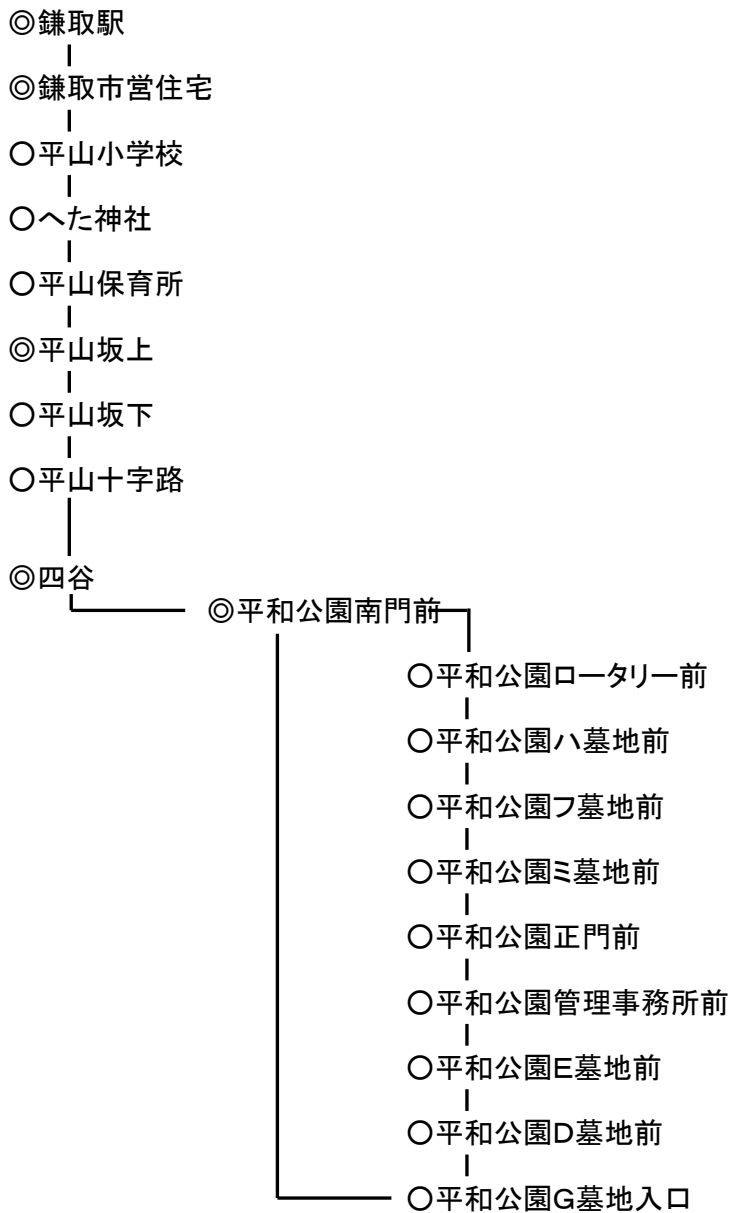 ◎鎌取駅
◎鎌取市営住宅
○平山小学校
○へた神社
○平山保育所
◎平山坂上
○平山坂下
○平山十字路
◎四谷
◎平和公園南門前
○平和公園ロータリー前
○平和公園ハ墓地前
○平和公園フ墓地前
○平和公園ミ墓地前
○平和公園正門前
○平和公園管理事務所前
○平和公園E墓地前
○平和公園D墓地前
○平和公園G墓地入口